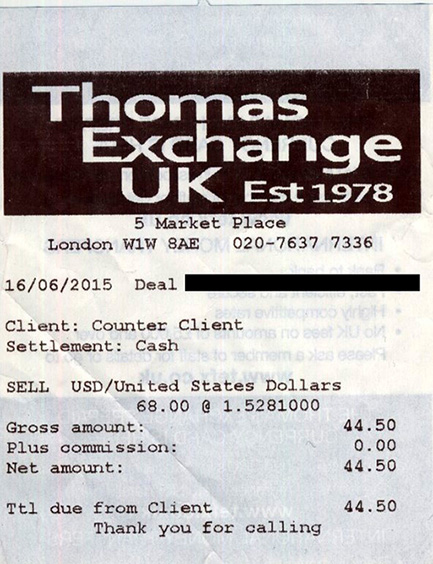 Thomas
Exchange
UK Est 1978
5 Market Place
London W1W 8AE 020-7637 7336
16/06/2015 Deal
Client: Counter Client
Settlement: Cash
SELL USD/United States Dollars
68.00 @ 1.5281000
Gross amount: 44.50
Plus commission: 0.00
Net amount: 44.50
Ttl due from Client 44.50
Thank you for calling